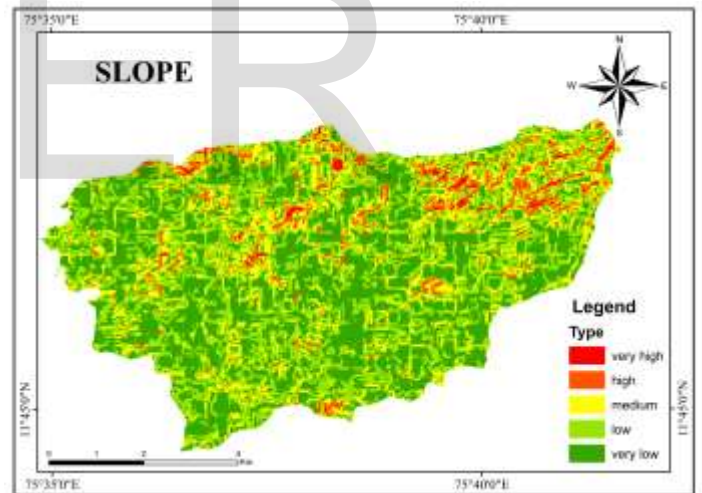 75°35'0"E 75°40'0"E
ER
SLOPE
N
W E
S
Legend
Type
very high
high
medium
low
very low
11°45'0"N 11°45'0"N
0 1 2 4
Km
75°35'0"E 75°40'0"E